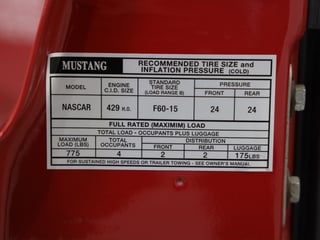 MUSTANG
RECOMMENDED TIRE SIZE and
INFLATION PRESSURE (COLD)
MODEL ENGINE C.I.D. SIZE STANDARD TIRE SIZE (LOAD RANGE B) PRESSURE FRONT REAR
NASCAR 429 H.O. F60-15 24 24
FULL RATED (MAXIMIM) LOAD
TOTAL LOAD - OCCUPANTS PLUS LUGGAGE
MAXIMUM LOAD (LBS) TOTAL OCCUPANTS DISTRIBUTION FRONT REAR LUGGAGE
775 4 2 2 175LBS
FOR SUSTAINED HIGH SPEEDS OR TRAILER TOWING - SEE OWNER'S MANUAL.